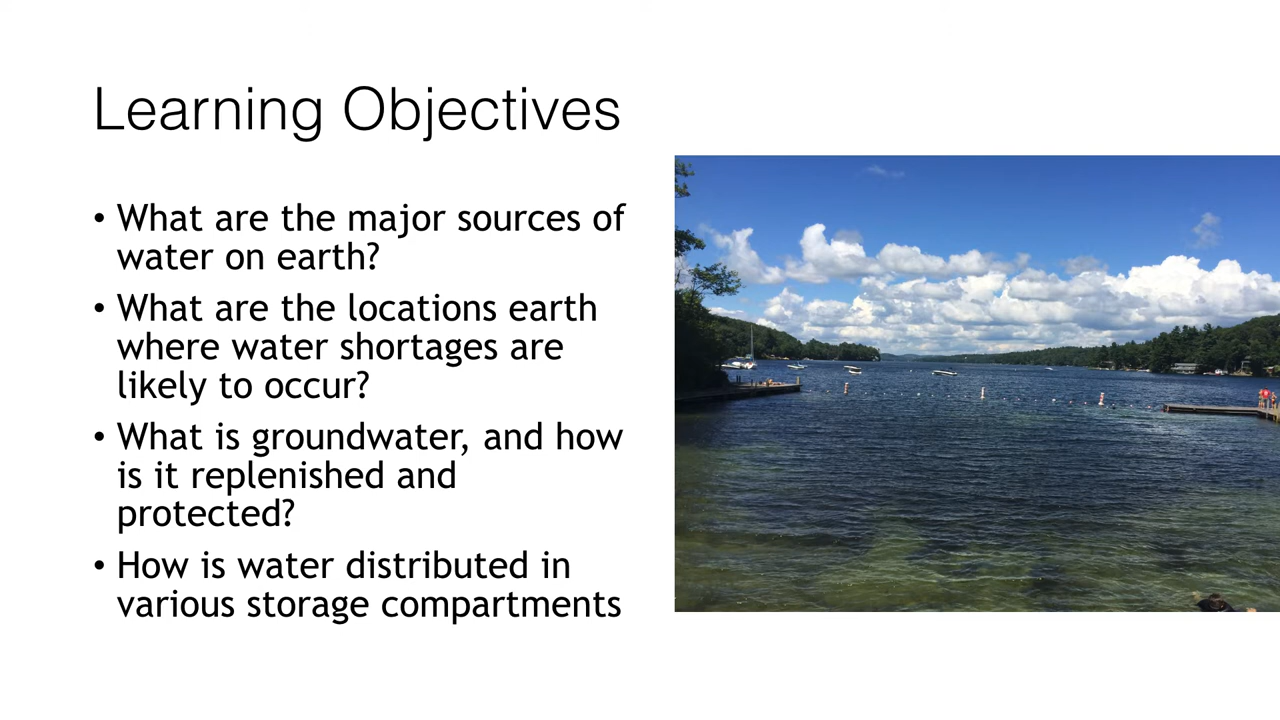 Learning Objectives
• What are the major sources of
water on earth?
• What are the locations earth
where water shortages are
likely to occur?
• What is groundwater, and how
is it replenished and
protected?
• How is water distributed in
various storage compartments